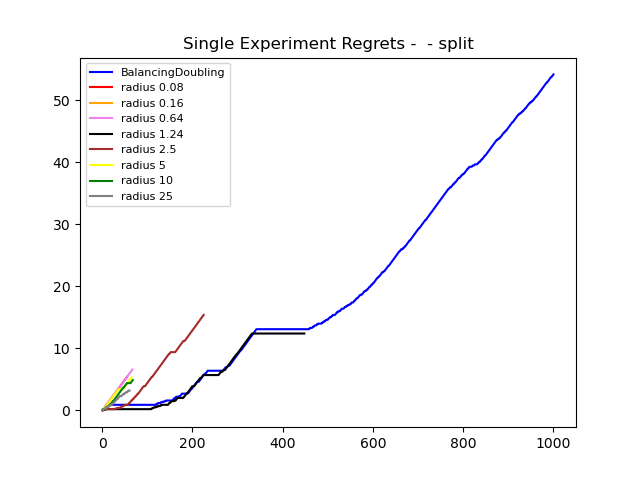 Single Experiment Regrets -  - split
BalancingDoubling
radius 0.08
radius 0.16
radius 0.64
radius 1.24
radius 2.5
radius 5
radius 10
radius 25
50
40
30
20
10
0
0 200 400 600 800 1000